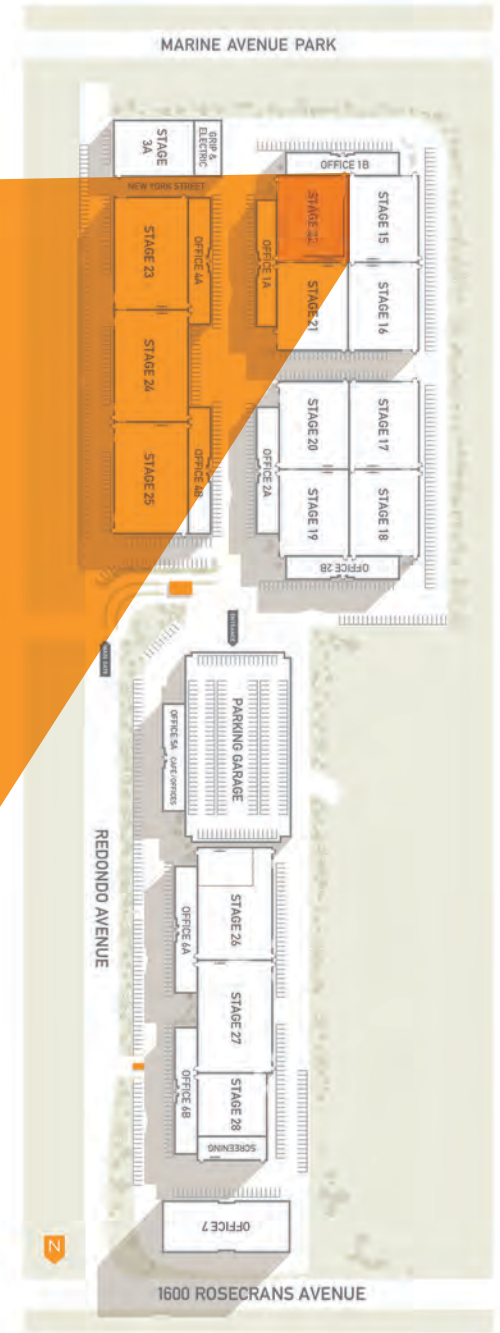 MARINE AVENUE PARK
STAGE
3A
GRIP &
ELECTRIC
NEW YORK STREET
OFFICE 1B
STAGE 23
OFFICE 4A
OFFICE 1A
STAGE 22
STAGE 15
STAGE 21
STAGE 16
STAGE 24
STAGE 25
OFFICE 4B
OFFICE 2A
STAGE 20
STAGE 17
STAGE 19
STAGE 18
OFFICE 2B
ENTRANCE
MAIN GATE
PARKING GARAGE
OFFICE 5A CAFÉ/OFFICES
REDONDO AVENUE
STAGE 26
OFFICE 6A
STAGE 27
OFFICE 6B
STAGE 28
SCREENING
OFFICE 7
N
1600 ROSECRANS AVENUE